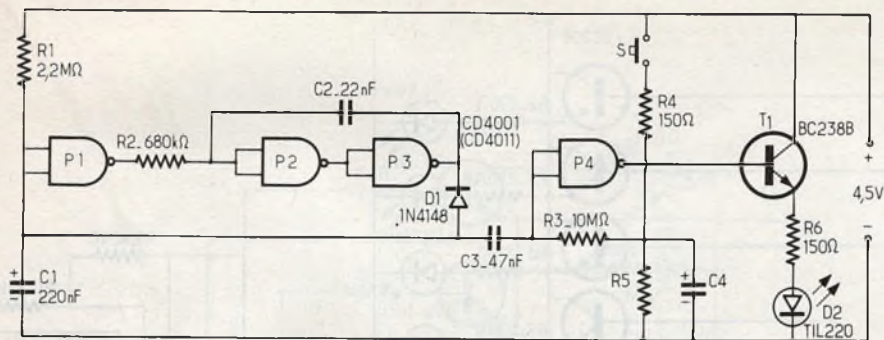 R1
2,2MΩ
P1
R2_680kΩ
C2_22nF
P2
P3
CD4001
(CD4011)
D1
1N4148
P4
S
R4
150Ω
T1
BC238B
+
4,5V
−
R3_10MΩ
C3_47nF
R5
+
−
C4
R6
150Ω
D2
TIL220
+
−
C1
220nF